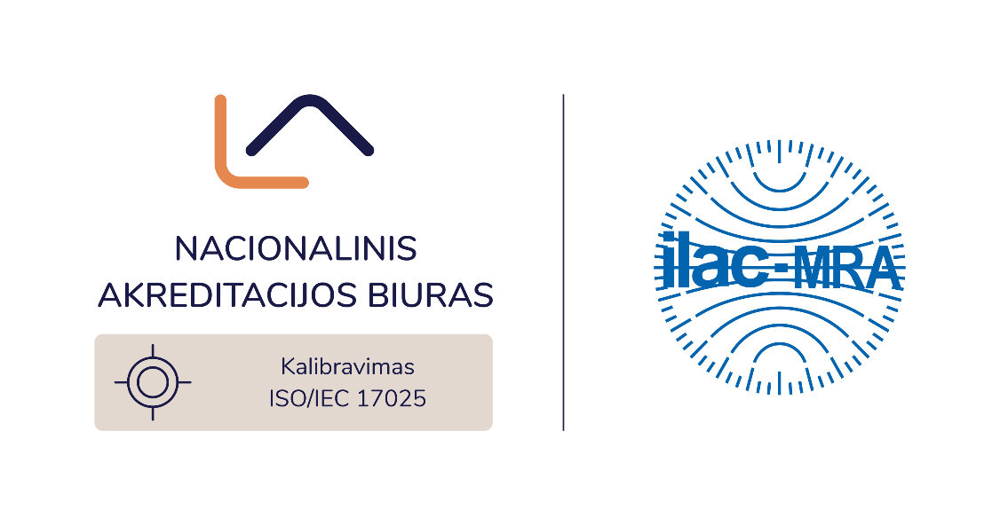 NACIONALINIS
AKREDITACIJOS BIURAS
Kalibravimas
ISO/IEC 17025
ilac-MRA